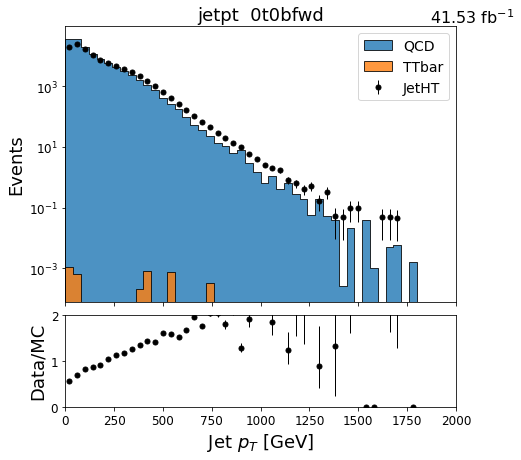 jetpt 0t0bfwd
41.53 fb⁻¹
QCD
TTbar
JetHT
Events
10³
10¹
10⁻¹
10⁻³
Data/MC
2
1
0
0 250 500 750 1000 1250 1500 1750 2000
Jet p_T [GeV]